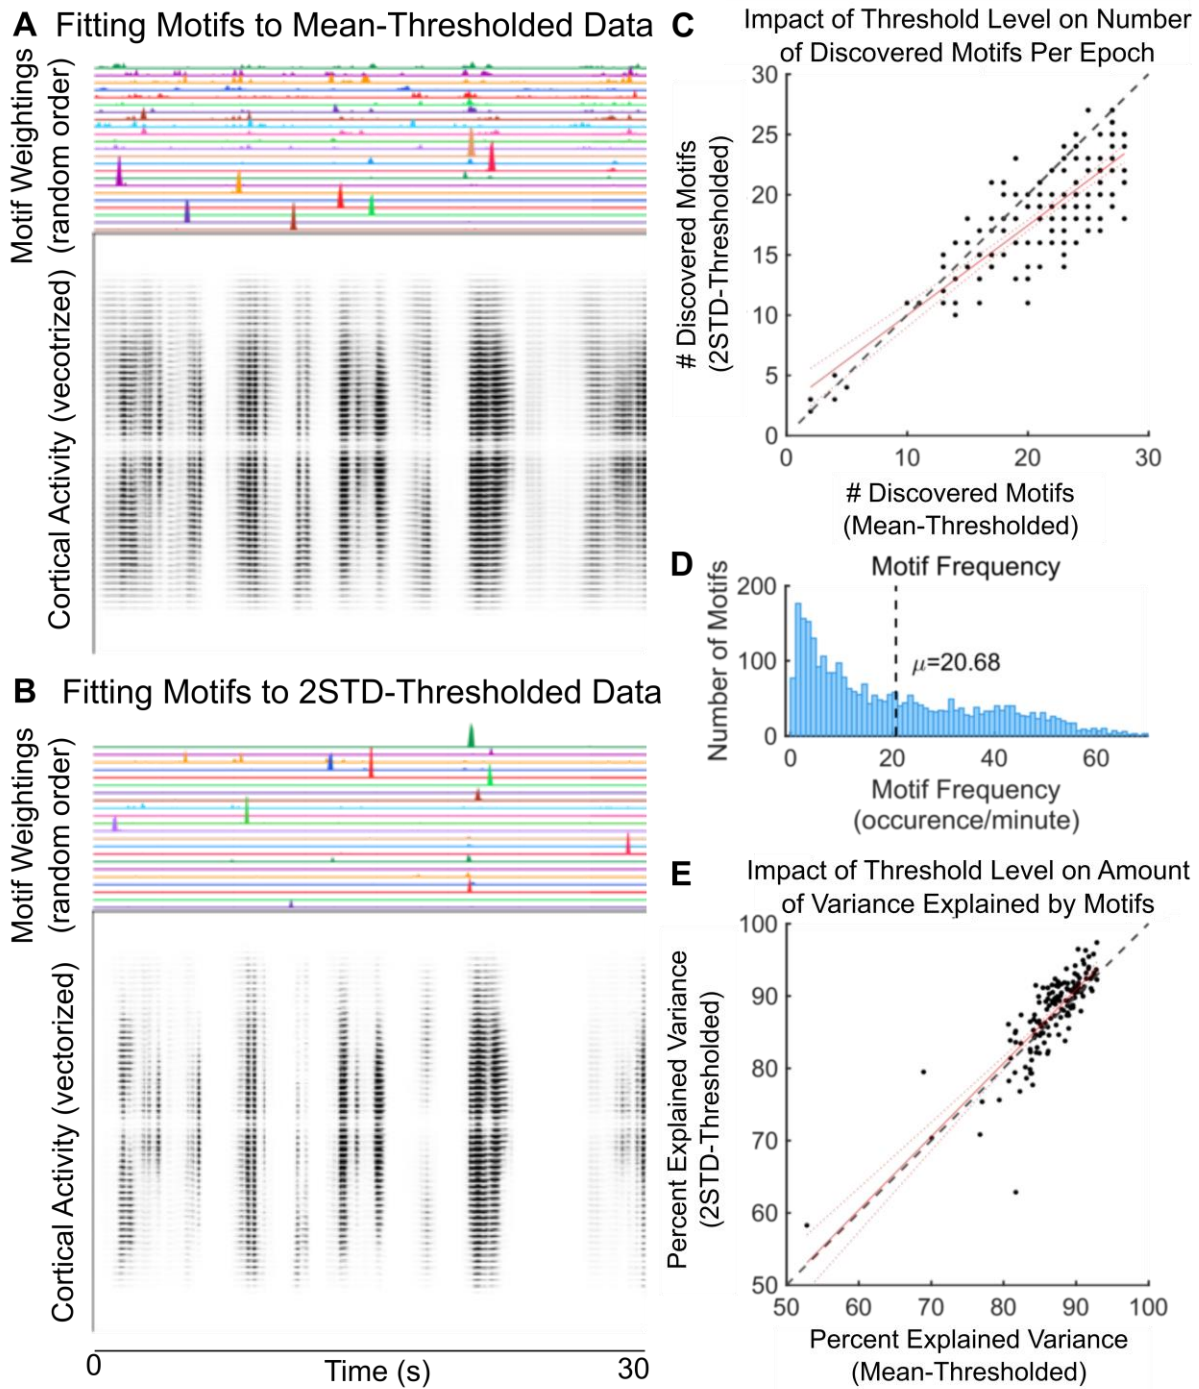 A Fitting Motifs to Mean-Thresholded Data
Motif Weightings
(random order)
Cortical Activity (vecotrized)
B Fitting Motifs to 2STD-Thresholded Data
Motif Weightings
(random order)
Cortical Activity (vectorized)
0
Time (s)
30
C Impact of Threshold Level on Number
of Discovered Motifs Per Epoch
# Discovered Motifs
(2STD-Thresholded)
30
25
20
15
10
5
0
0 10 20 30
# Discovered Motifs
(Mean-Thresholded)
D Motif Frequency
Number of Motifs
200
100
0
μ=20.68
0 20 40 60
Motif Frequency
(occurence/minute)
E Impact of Threshold Level on Amount
of Variance Explained by Motifs
Percent Explained Variance
(2STD-Thresholded)
100
90
80
70
60
50
50 60 70 80 90 100
Percent Explained Variance
(Mean-Thresholded)